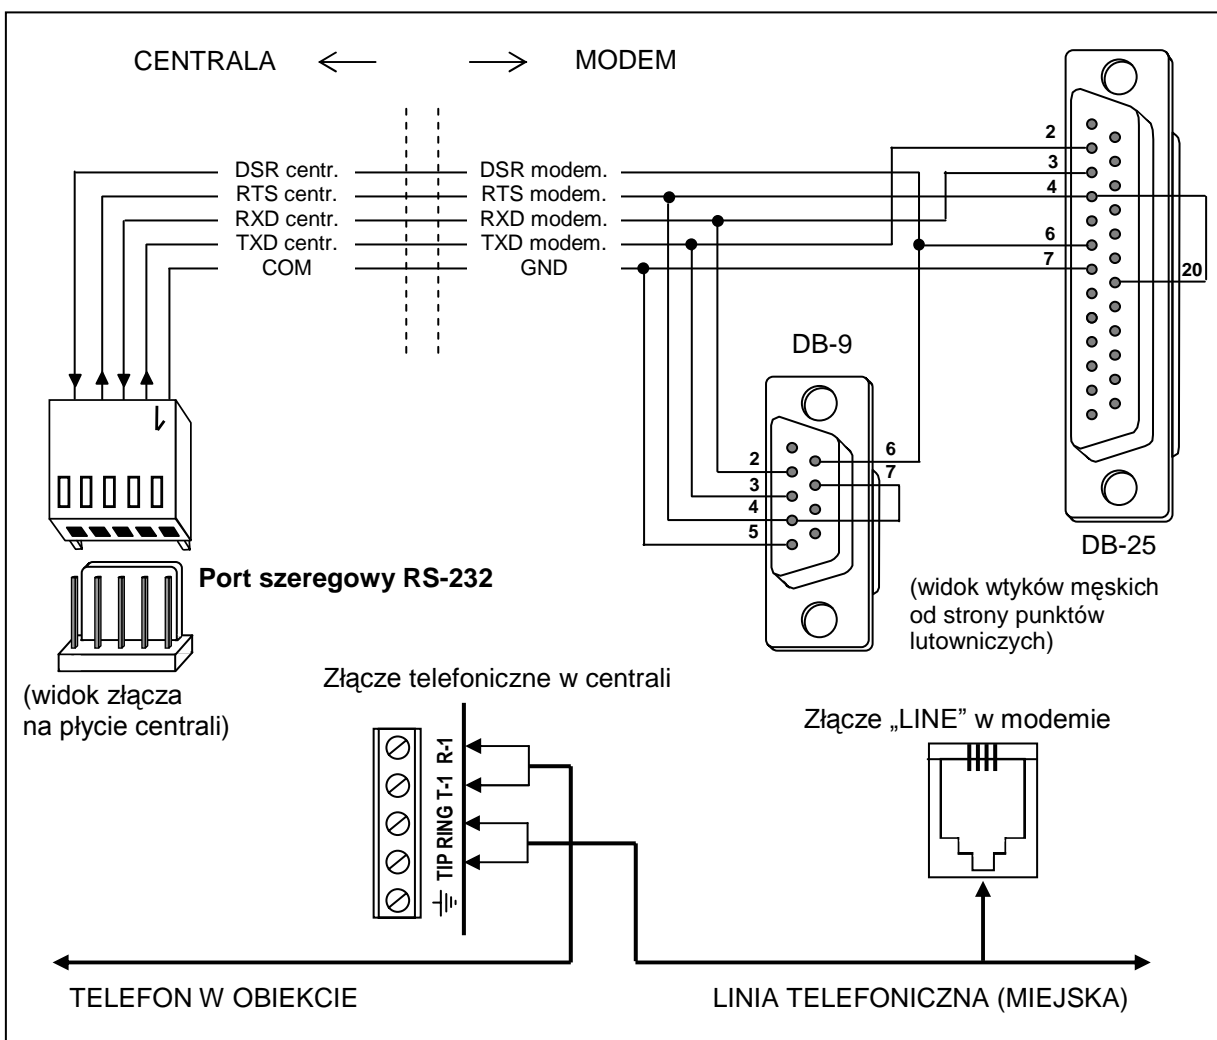 CENTRALA
MODEM
DSR centr.
DSR modem.
RTS centr.
RTS modem.
RXD centr.
RXD modem.
TXD centr.
TXD modem.
COM
GND
2
3
4
6
7
20
DB-25
DB-9
2
3
4
5
6
7
(widok wtyków męskich
od strony punktów
lutowniczych)
Port szeregowy RS-232
(widok złącza
na płycie centrali)
Złącze telefoniczne w centrali
R-1
T-1
RING
TIP
Złącze „LINE” w modemie
TELEFON W OBIEKCIE
LINIA TELEFONICZNA (MIEJSKA)